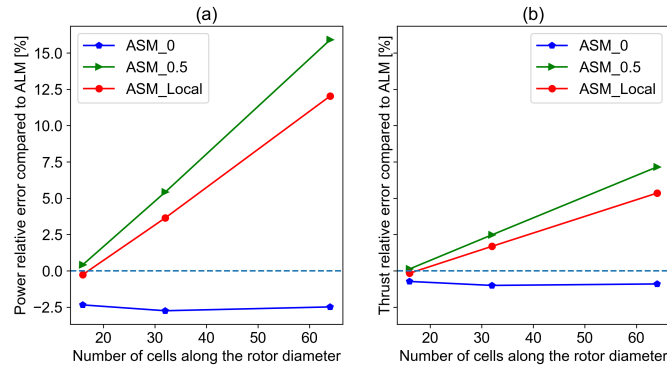 (a)
Power relative error compared to ALM [%]
15.0
12.5
10.0
7.5
5.0
2.5
0.0
−2.5
ASM_0
ASM_0.5
ASM_Local
20 30 40 50 60
Number of cells along the rotor diameter
(b)
Thrust relative error compared to ALM [%]
ASM_0
ASM_0.5
ASM_Local
20 30 40 50 60
Number of cells along the rotor diameter